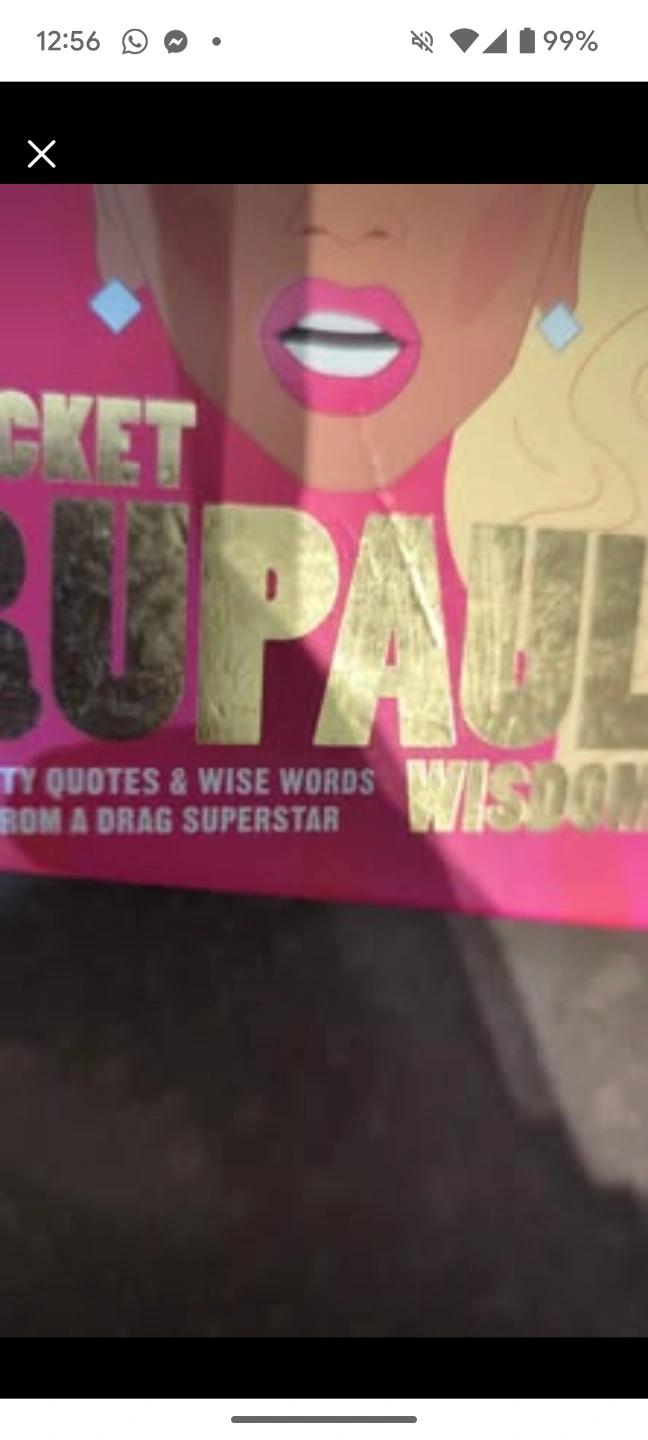 12:56
99%
CKET
RUPAUL
TY QUOTES & WISE WORDS
ROM A DRAG SUPERSTAR
WISDOM